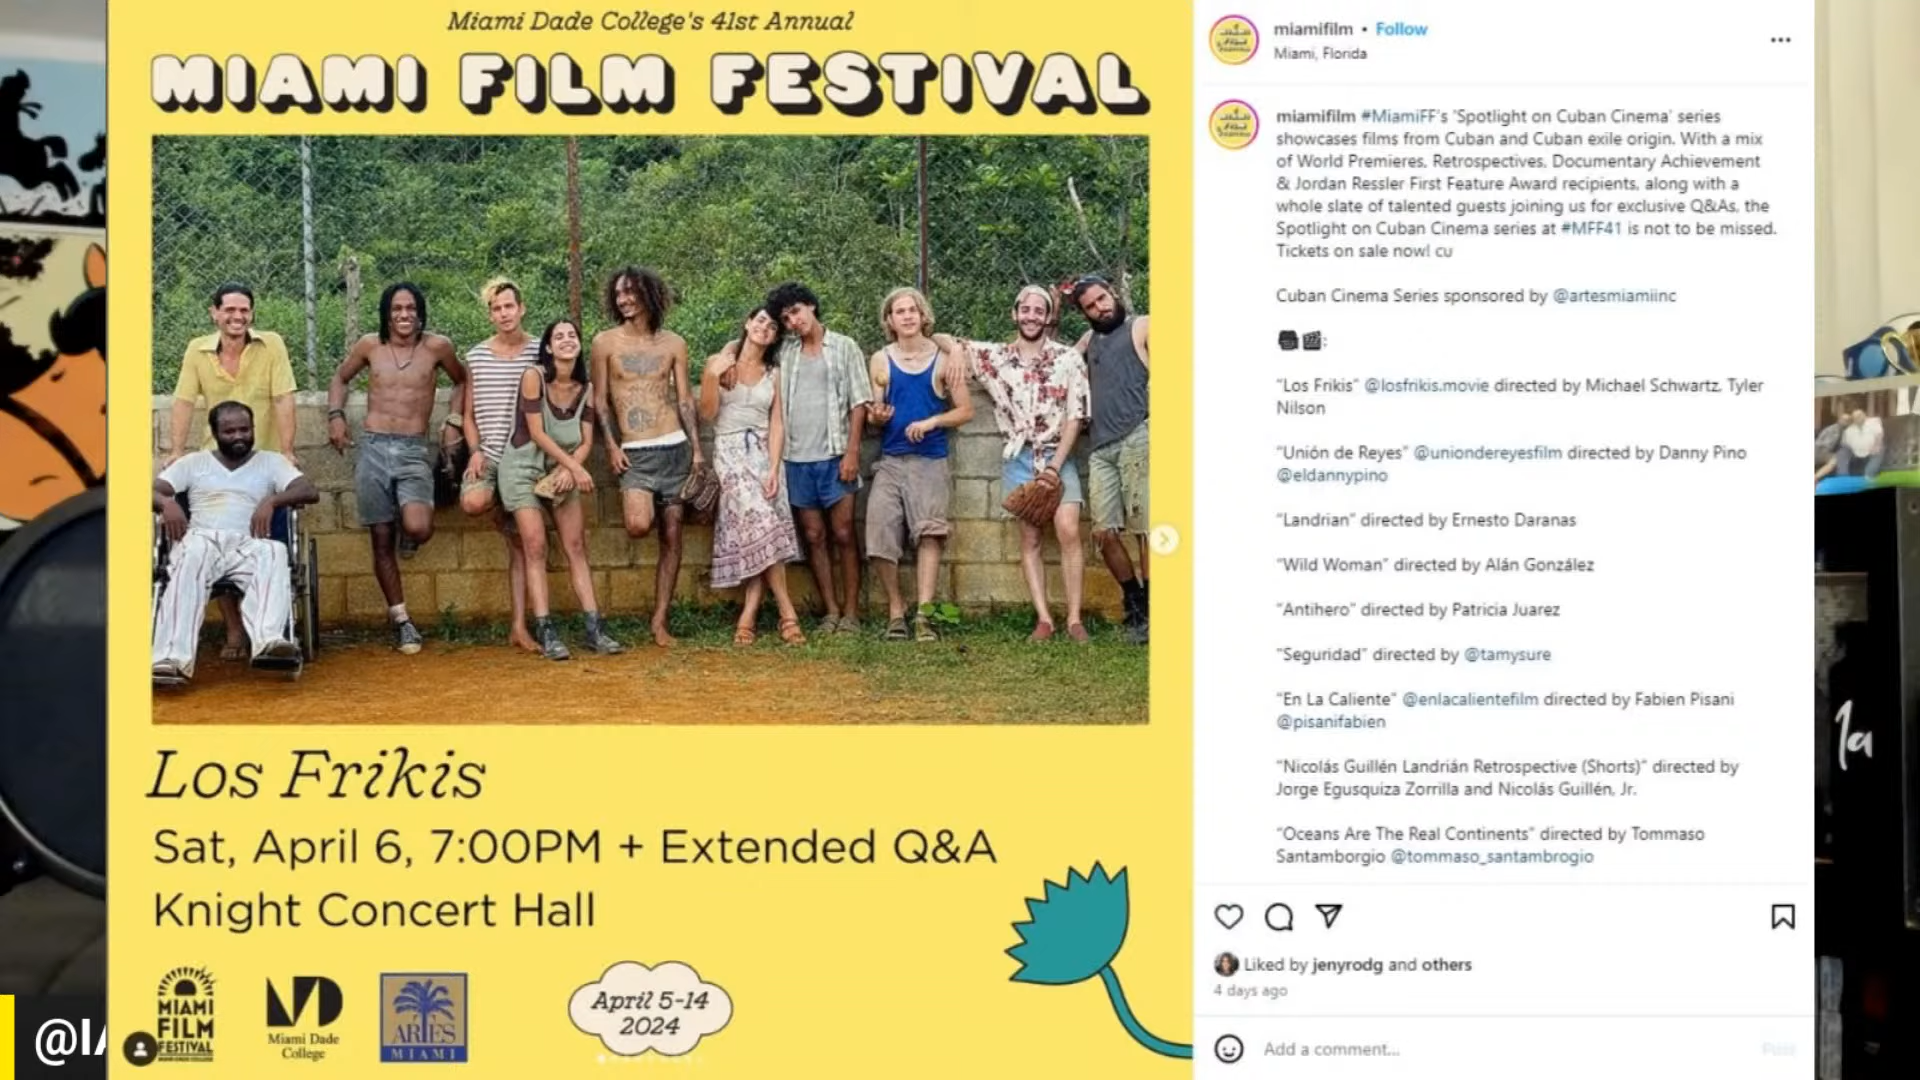 Miami Dade College's 41st Annual
MIAMI FILM FESTIVAL
Los Frikis
Sat, April 6, 7:00PM + Extended Q&A
Knight Concert Hall
MIAMI
FILM
FESTIVAL
Miami Dade
College
ARTES
MIAMI
April 5-14
2024
miamifilm • Follow
Miami, Florida
miamifilm #MiamiFF's 'Spotlight on Cuban Cinema' series
showcases films from Cuban and Cuban exile origin. With a mix
of World Premieres, Retrospectives, Documentary Achievement
& Jordan Ressler First Feature Award recipients, along with a
whole slate of talented guests joining us for exclusive Q&As, the
Spotlight on Cuban Cinema series at #MFF41 is not to be missed.
Tickets on sale now! cu
Cuban Cinema Series sponsored by @artesmiamiinc
"Los Frikis" @losfrikis.movie directed by Michael Schwartz, Tyler
Nilson
"Unión de Reyes" @uniondereyesfilm directed by Danny Pino
@eldannypino
"Landrian" directed by Ernesto Daranas
"Wild Woman" directed by Alán González
"Antihero" directed by Patricia Juarez
"Seguridad" directed by @tamysure
"En La Caliente" @enlacalientefilm directed by Fabien Pisani
@pisanifabien
"Nicolás Guillén Landrián Retrospective (Shorts)" directed by
Jorge Egusquiza Zorrilla and Nicolás Guillén, Jr.
"Oceans Are The Real Continents" directed by Tommaso
Santamborgio @tommaso_santambrogio
Liked by jenyrodg and others
4 days ago
Add a comment...
Post
@IA
la